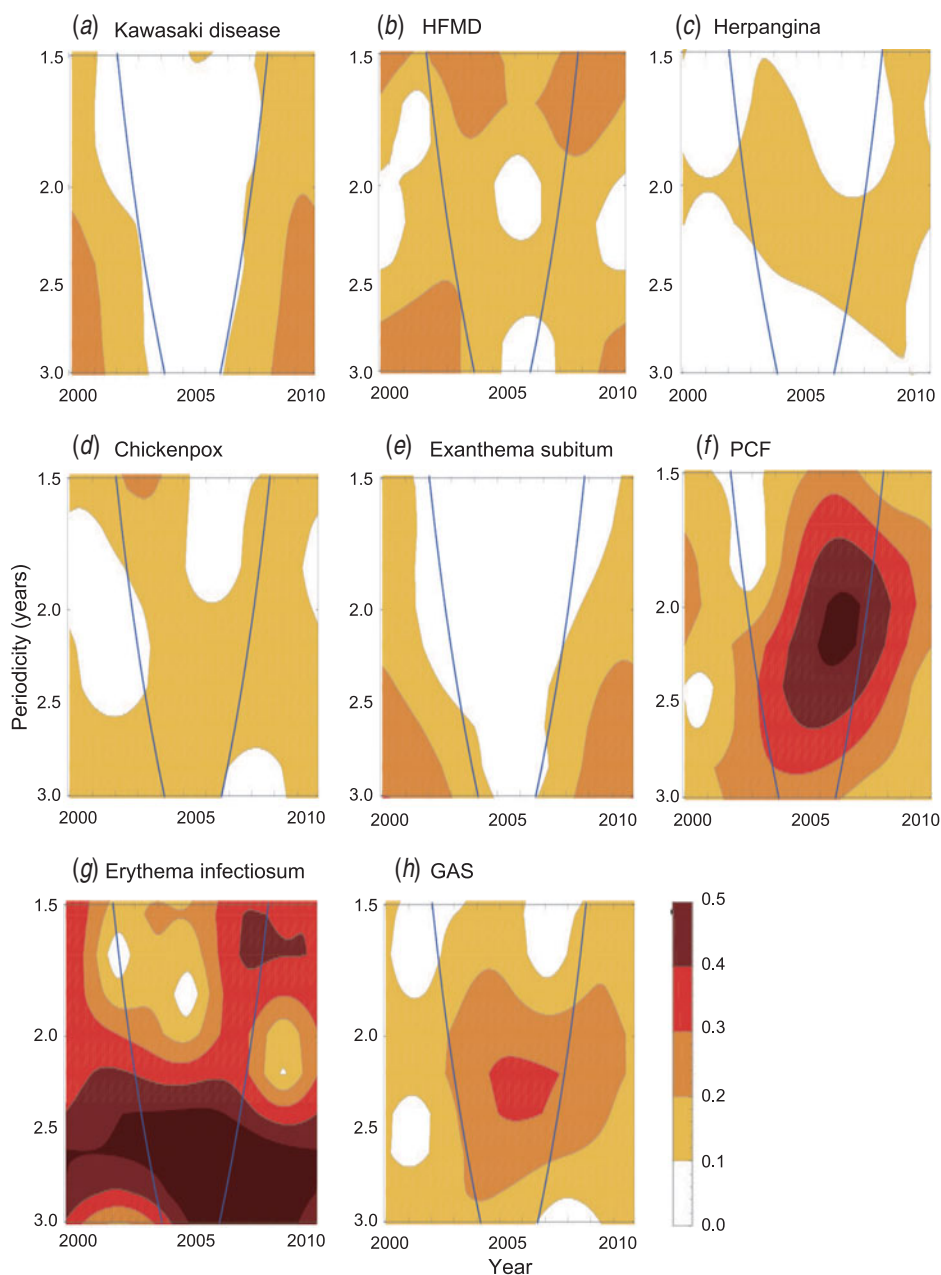 (a) Kawasaki disease
(b) HFMD
(c) Herpangina
1.5
2.0
2.5
3.0
2000 2005 2010
1.5
2.0
2.5
3.0
2000 2005 2010
1.5
2.0
2.5
3.0
2000 2005 2010
(d) Chickenpox
(e) Exanthema subitum
(f) PCF
Periodicity (years)
1.5
2.0
2.5
3.0
2000 2005 2010
1.5
2.0
2.5
3.0
2000 2005 2010
1.5
2.0
2.5
3.0
2000 2005 2010
(g) Erythema infectiosum
(h) GAS
1.5
2.0
2.5
3.0
2000 2005 2010
1.5
2.0
2.5
3.0
2000 2005 2010
Year
0.5
0.4
0.3
0.2
0.1
0.0